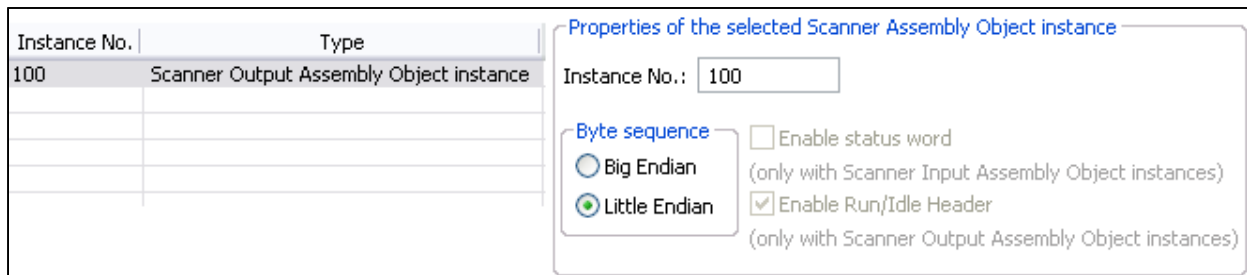 Instance No. Type
100 Scanner Output Assembly Object instance
Properties of the selected Scanner Assembly Object instance
Instance No.: 100
Byte sequence
Big Endian
Little Endian
Enable status word
(only with Scanner Input Assembly Object instances)
Enable Run/Idle Header
(only with Scanner Output Assembly Object instances)